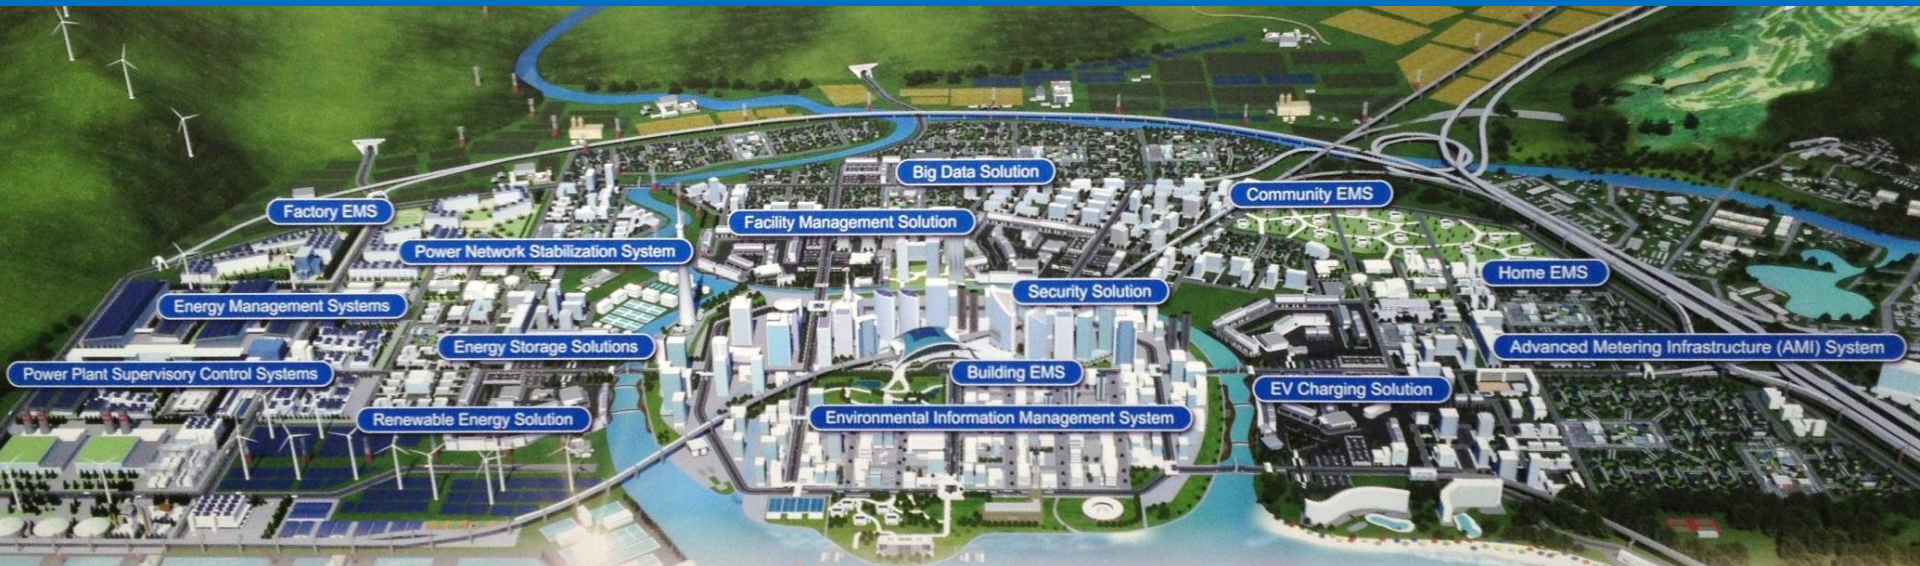 Big Data Solution
Community EMS
Factory EMS
Facility Management Solution
Power Network Stabilization System
Home EMS
Security Solution
Energy Management Systems
Energy Storage Solutions
Advanced Metering Infrastructure (AMI) System
Power Plant Supervisory Control Systems
Building EMS
EV Charging Solution
Renewable Energy Solution
Environmental Information Management System